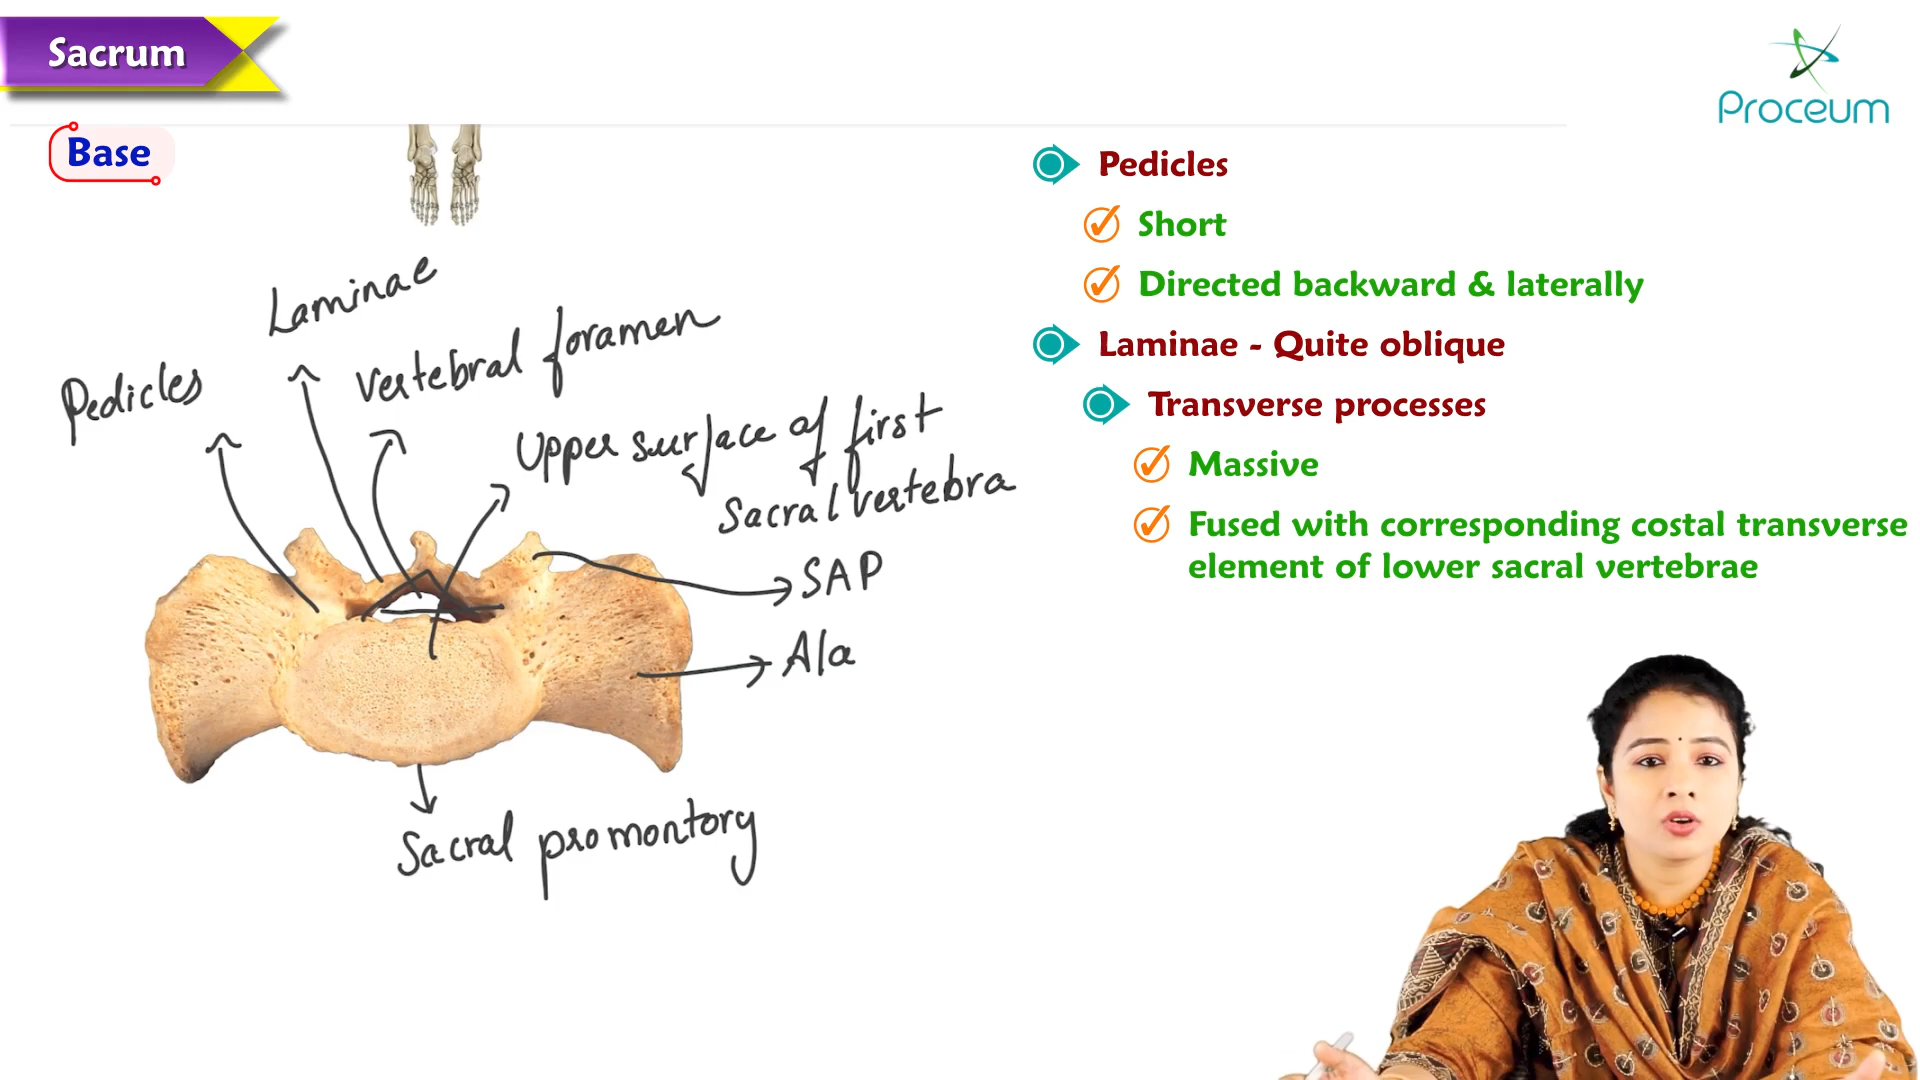 Sacrum
Proceum
Base
Pedicles
Short
Directed backward & laterally
Laminae - Quite oblique
Transverse processes
Massive
Fused with corresponding costal transverse
element of lower sacral vertebrae
Laminae
Pedicles
Vertebral foramen
Upper surface of first
Sacral vertebra
SAP
Ala
Sacral promontory